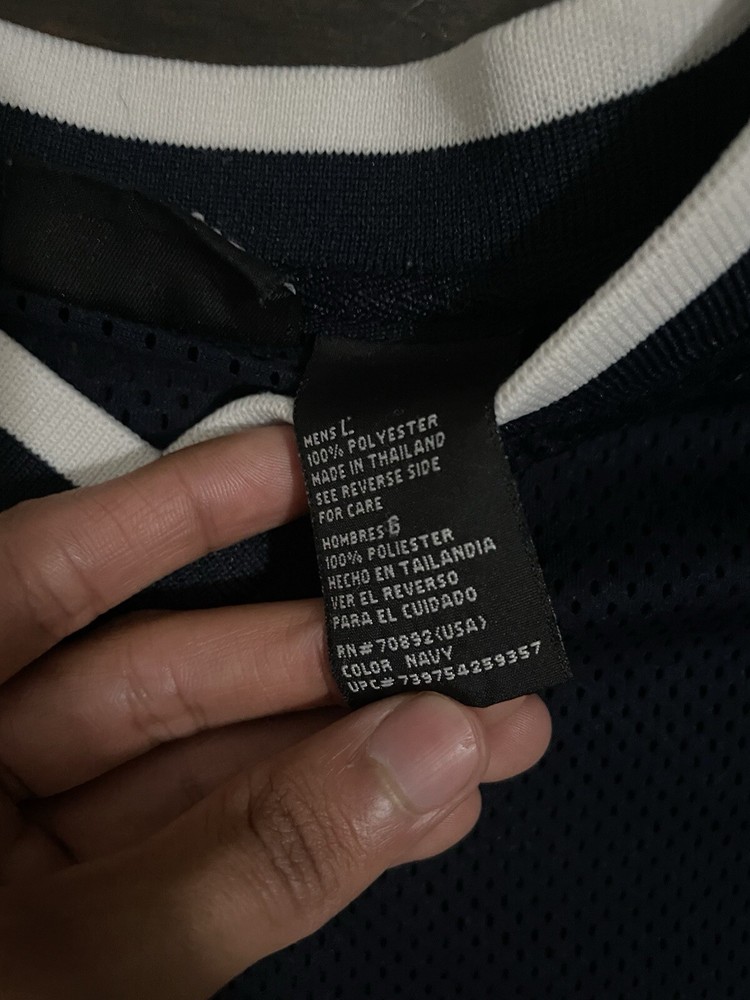 MENS L
100% POLYESTER
MADE IN THAILAND
SEE REVERSE SIDE
FOR CARE
HOMBRES G
100% POLIESTER
HECHO EN TAILANDIA
VER EL REVERSO
PARA EL CUIDADO
RN#70892(USA)
COLOR NAVY
UPC#739754259357